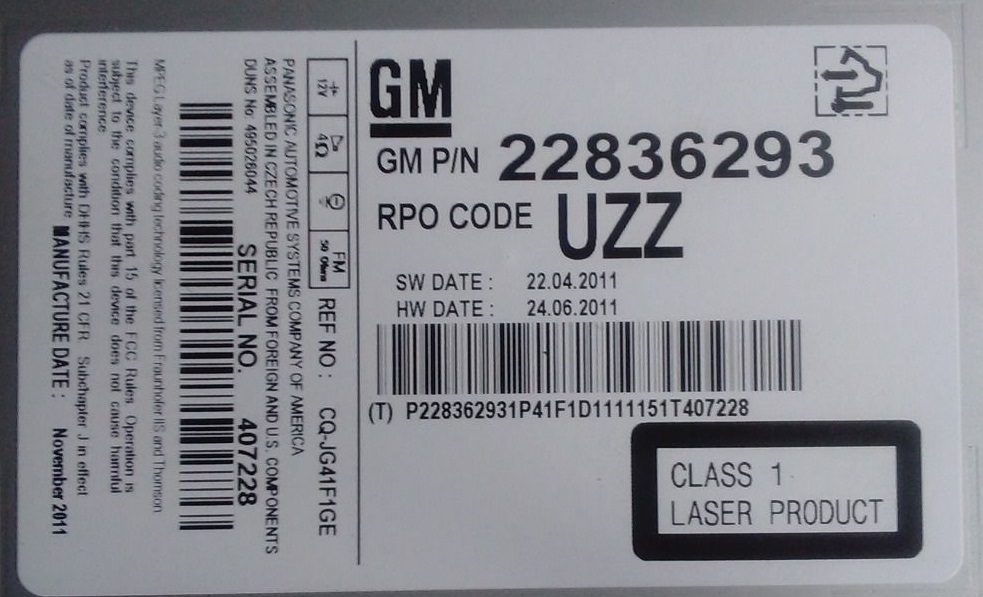 GM
GM P/N 22836293
RPO CODE UZZ
SW DATE : 22.04.2011
HW DATE : 24.06.2011
(T) P228362931P41F1D1111151T407228
CLASS 1
LASER PRODUCT
12V 4Ω FM 50 Ohms
REF NO : CQ-JG41F1GE
PANASONIC AUTOMOTIVE SYSTEMS COMPANY OF AMERICA
ASSEMBLED IN CZECH REPUBLIC FROM FOREIGN AND U.S. COMPONENTS
DUNS No: 495026044 SERIAL NO. 407228
MPEG Layer-3 audio coding technology licensed from Fraunhofer IIS and Thomson
This device complies with part 15 of the FCC Rules Operation is
subject to the condition that this device does not cause harmful
interference
Product complies with DHHS Rules 21 CFR Subchapter J in effect
as of date of manufacture MANUFACTURE DATE : November 2011